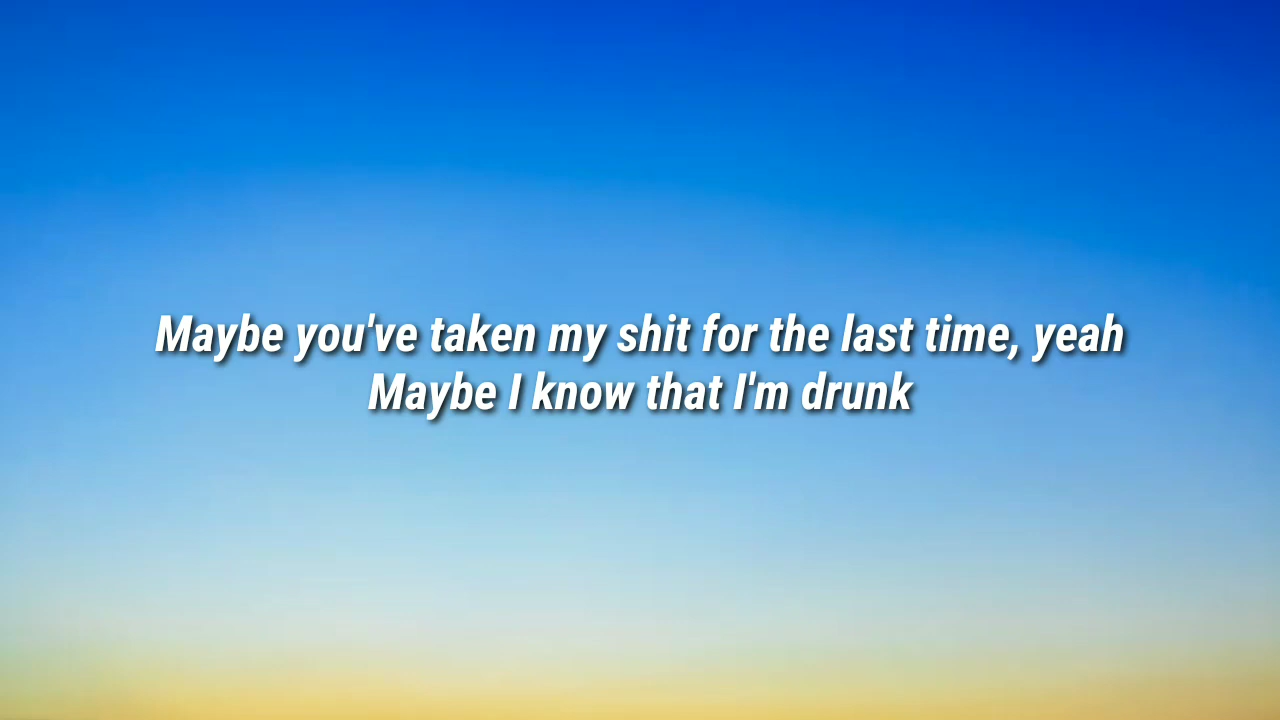 Maybe you've taken my shit for the last time, yeah
Maybe I know that I'm drunk